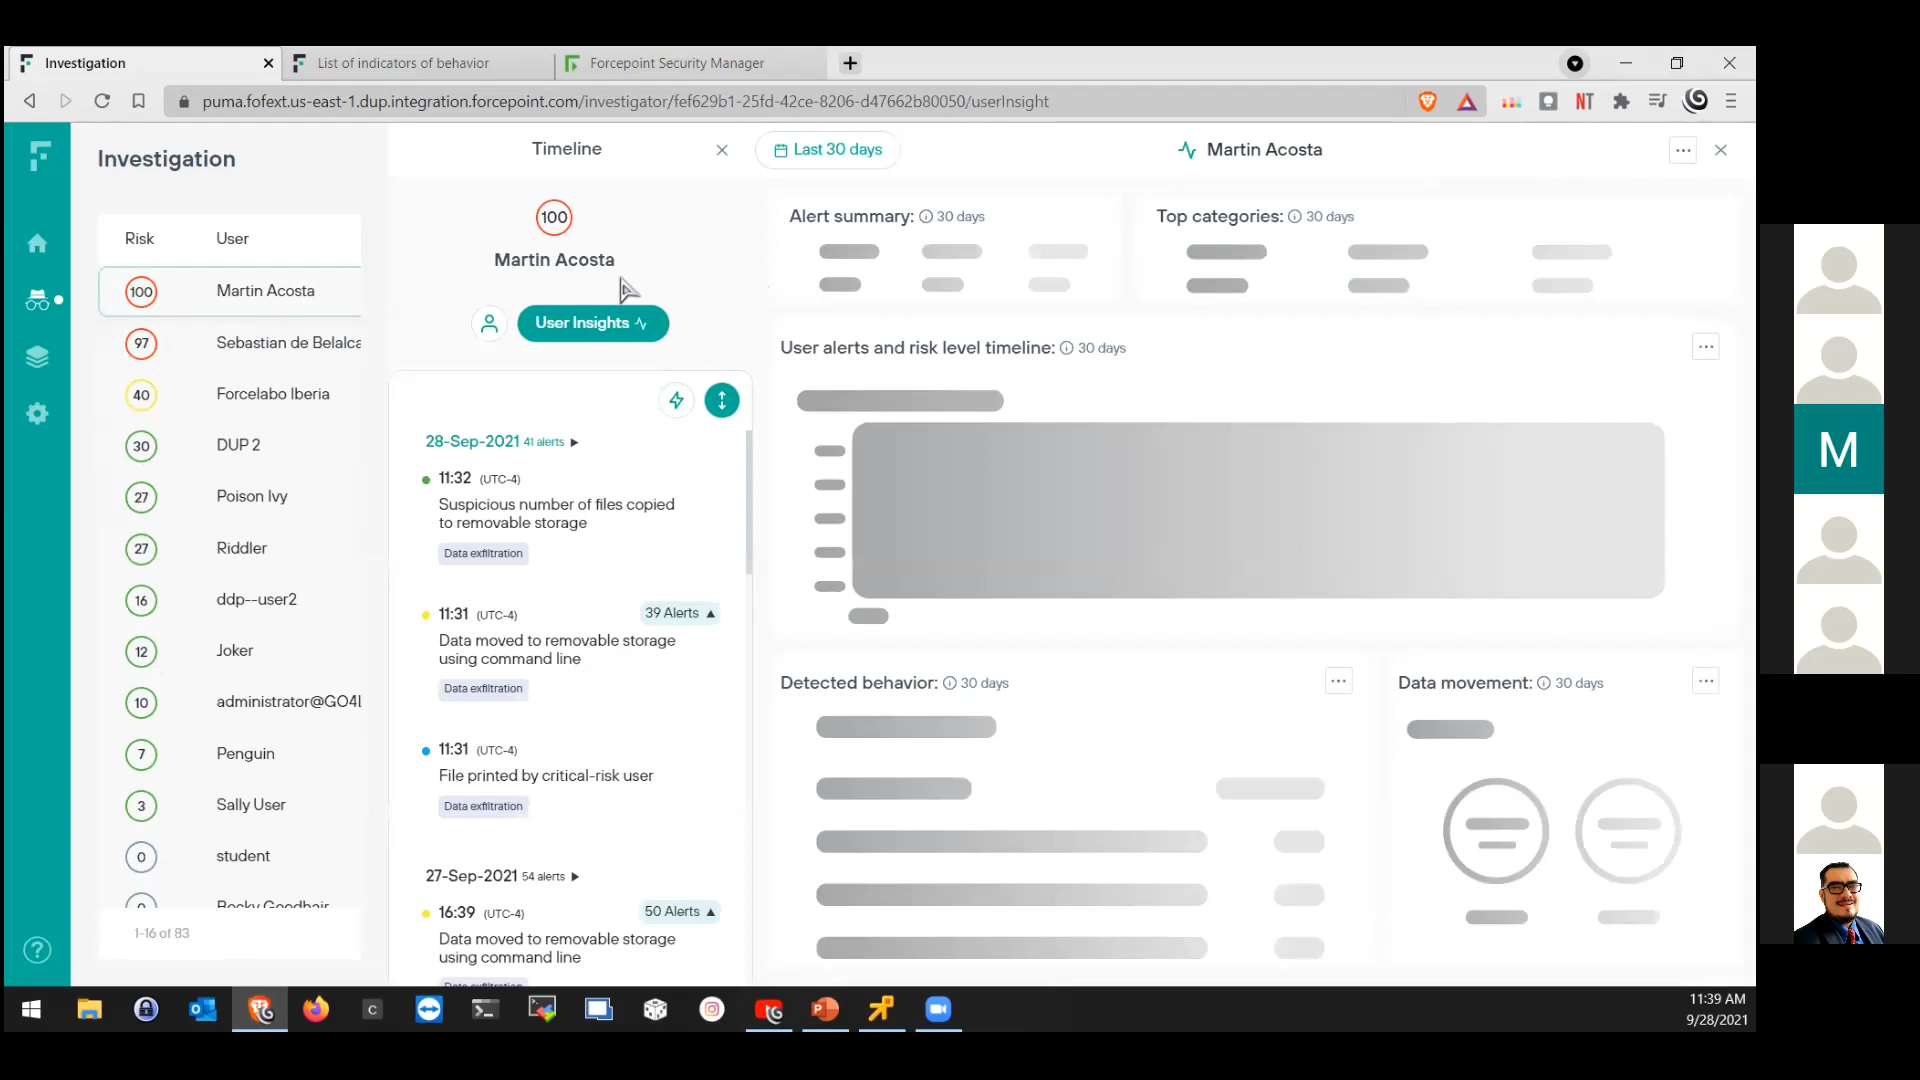 Investigation
List of indicators of behavior
Forcepoint Security Manager
puma.fofext.us-east-1.dup.integration.forcepoint.com/investigator/fef629b1-25fd-42ce-8206-d47662b80050/userInsight
NT
Investigation
Risk
User
100
Martin Acosta
97
Sebastian de Belalca
40
Forcelabo Iberia
30
DUP 2
27
Poison Ivy
27
Riddler
16
ddp--user2
12
Joker
10
administrator@GO4L
7
Penguin
3
Sally User
0
student
0
Becky Goodhair
1-16 of 83
Timeline
100
Martin Acosta
User Insights
28-Sep-2021 41 alerts
11:32 (UTC-4)
Suspicious number of files copied
to removable storage
Data exfiltration
11:31 (UTC-4)
39 Alerts
Data moved to removable storage
using command line
Data exfiltration
11:31 (UTC-4)
File printed by critical-risk user
Data exfiltration
27-Sep-2021 54 alerts
16:39 (UTC-4)
50 Alerts
Data moved to removable storage
using command line
Data exfiltration
Last 30 days
Martin Acosta
Alert summary: 30 days
Top categories: 30 days
User alerts and risk level timeline: 30 days
Detected behavior: 30 days
Data movement: 30 days
M
11:39 AM
9/28/2021